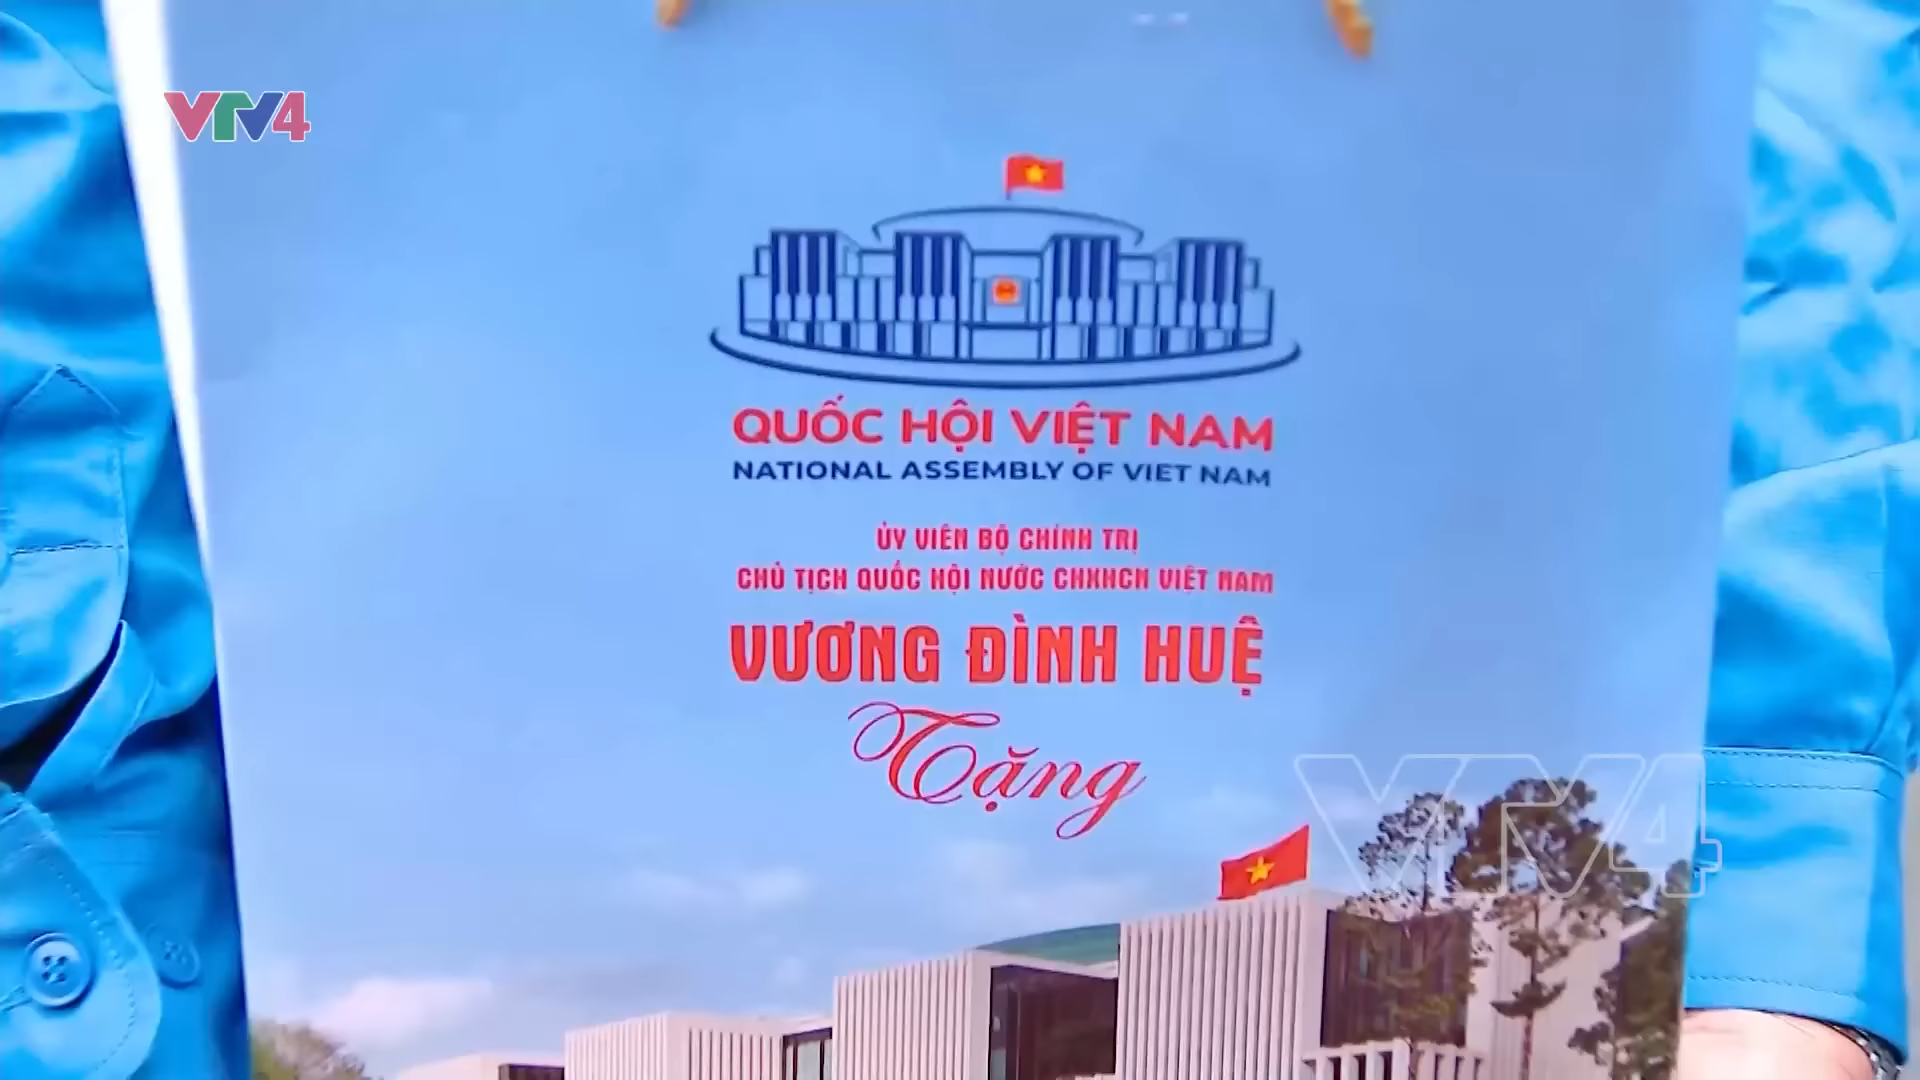 VTV4
QUỐC HỘI VIỆT NAM
NATIONAL ASSEMBLY OF VIET NAM
ỦY VIÊN BỘ CHÍNH TRỊ
CHỦ TỊCH QUỐC HỘI NƯỚC CHXHCN VIỆT NAM
VƯƠNG ĐÌNH HUỆ
Tặng
VTV4